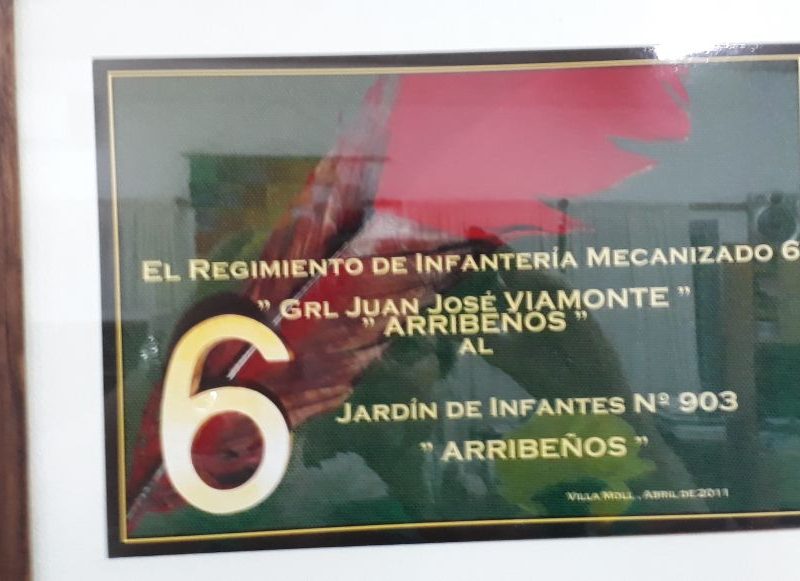 EL REGIMIENTO DE INFANTERÍA MECANIZADO 6
" GRL JUAN JOSÉ VIAMONTE "
" ARRIBEÑOS "
AL
6
JARDÍN DE INFANTES Nº 903
" ARRIBEÑOS "
VILLA MOLL , ABRIL DE 2011